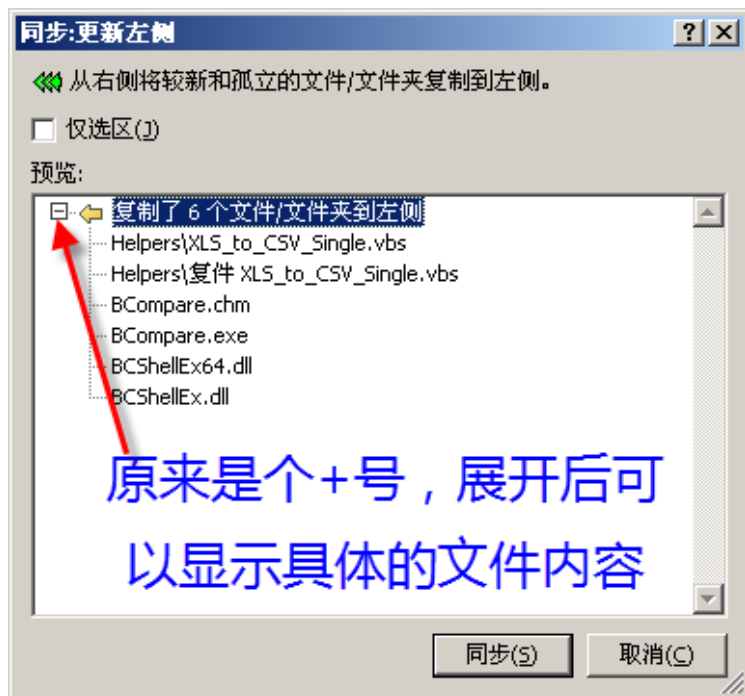 同步:更新左侧
从右侧将较新和孤立的文件/文件夹复制到左侧。
仅选区(J)
预览:
复制了 6 个文件/文件夹到左侧
Helpers\XLS_to_CSV_Single.vbs
Helpers\复件 XLS_to_CSV_Single.vbs
BCompare.chm
BCompare.exe
BCShellEx64.dll
BCShellEx.dll
原来是个+号，展开后可
以显示具体的文件内容
同步(S) 取消(C)